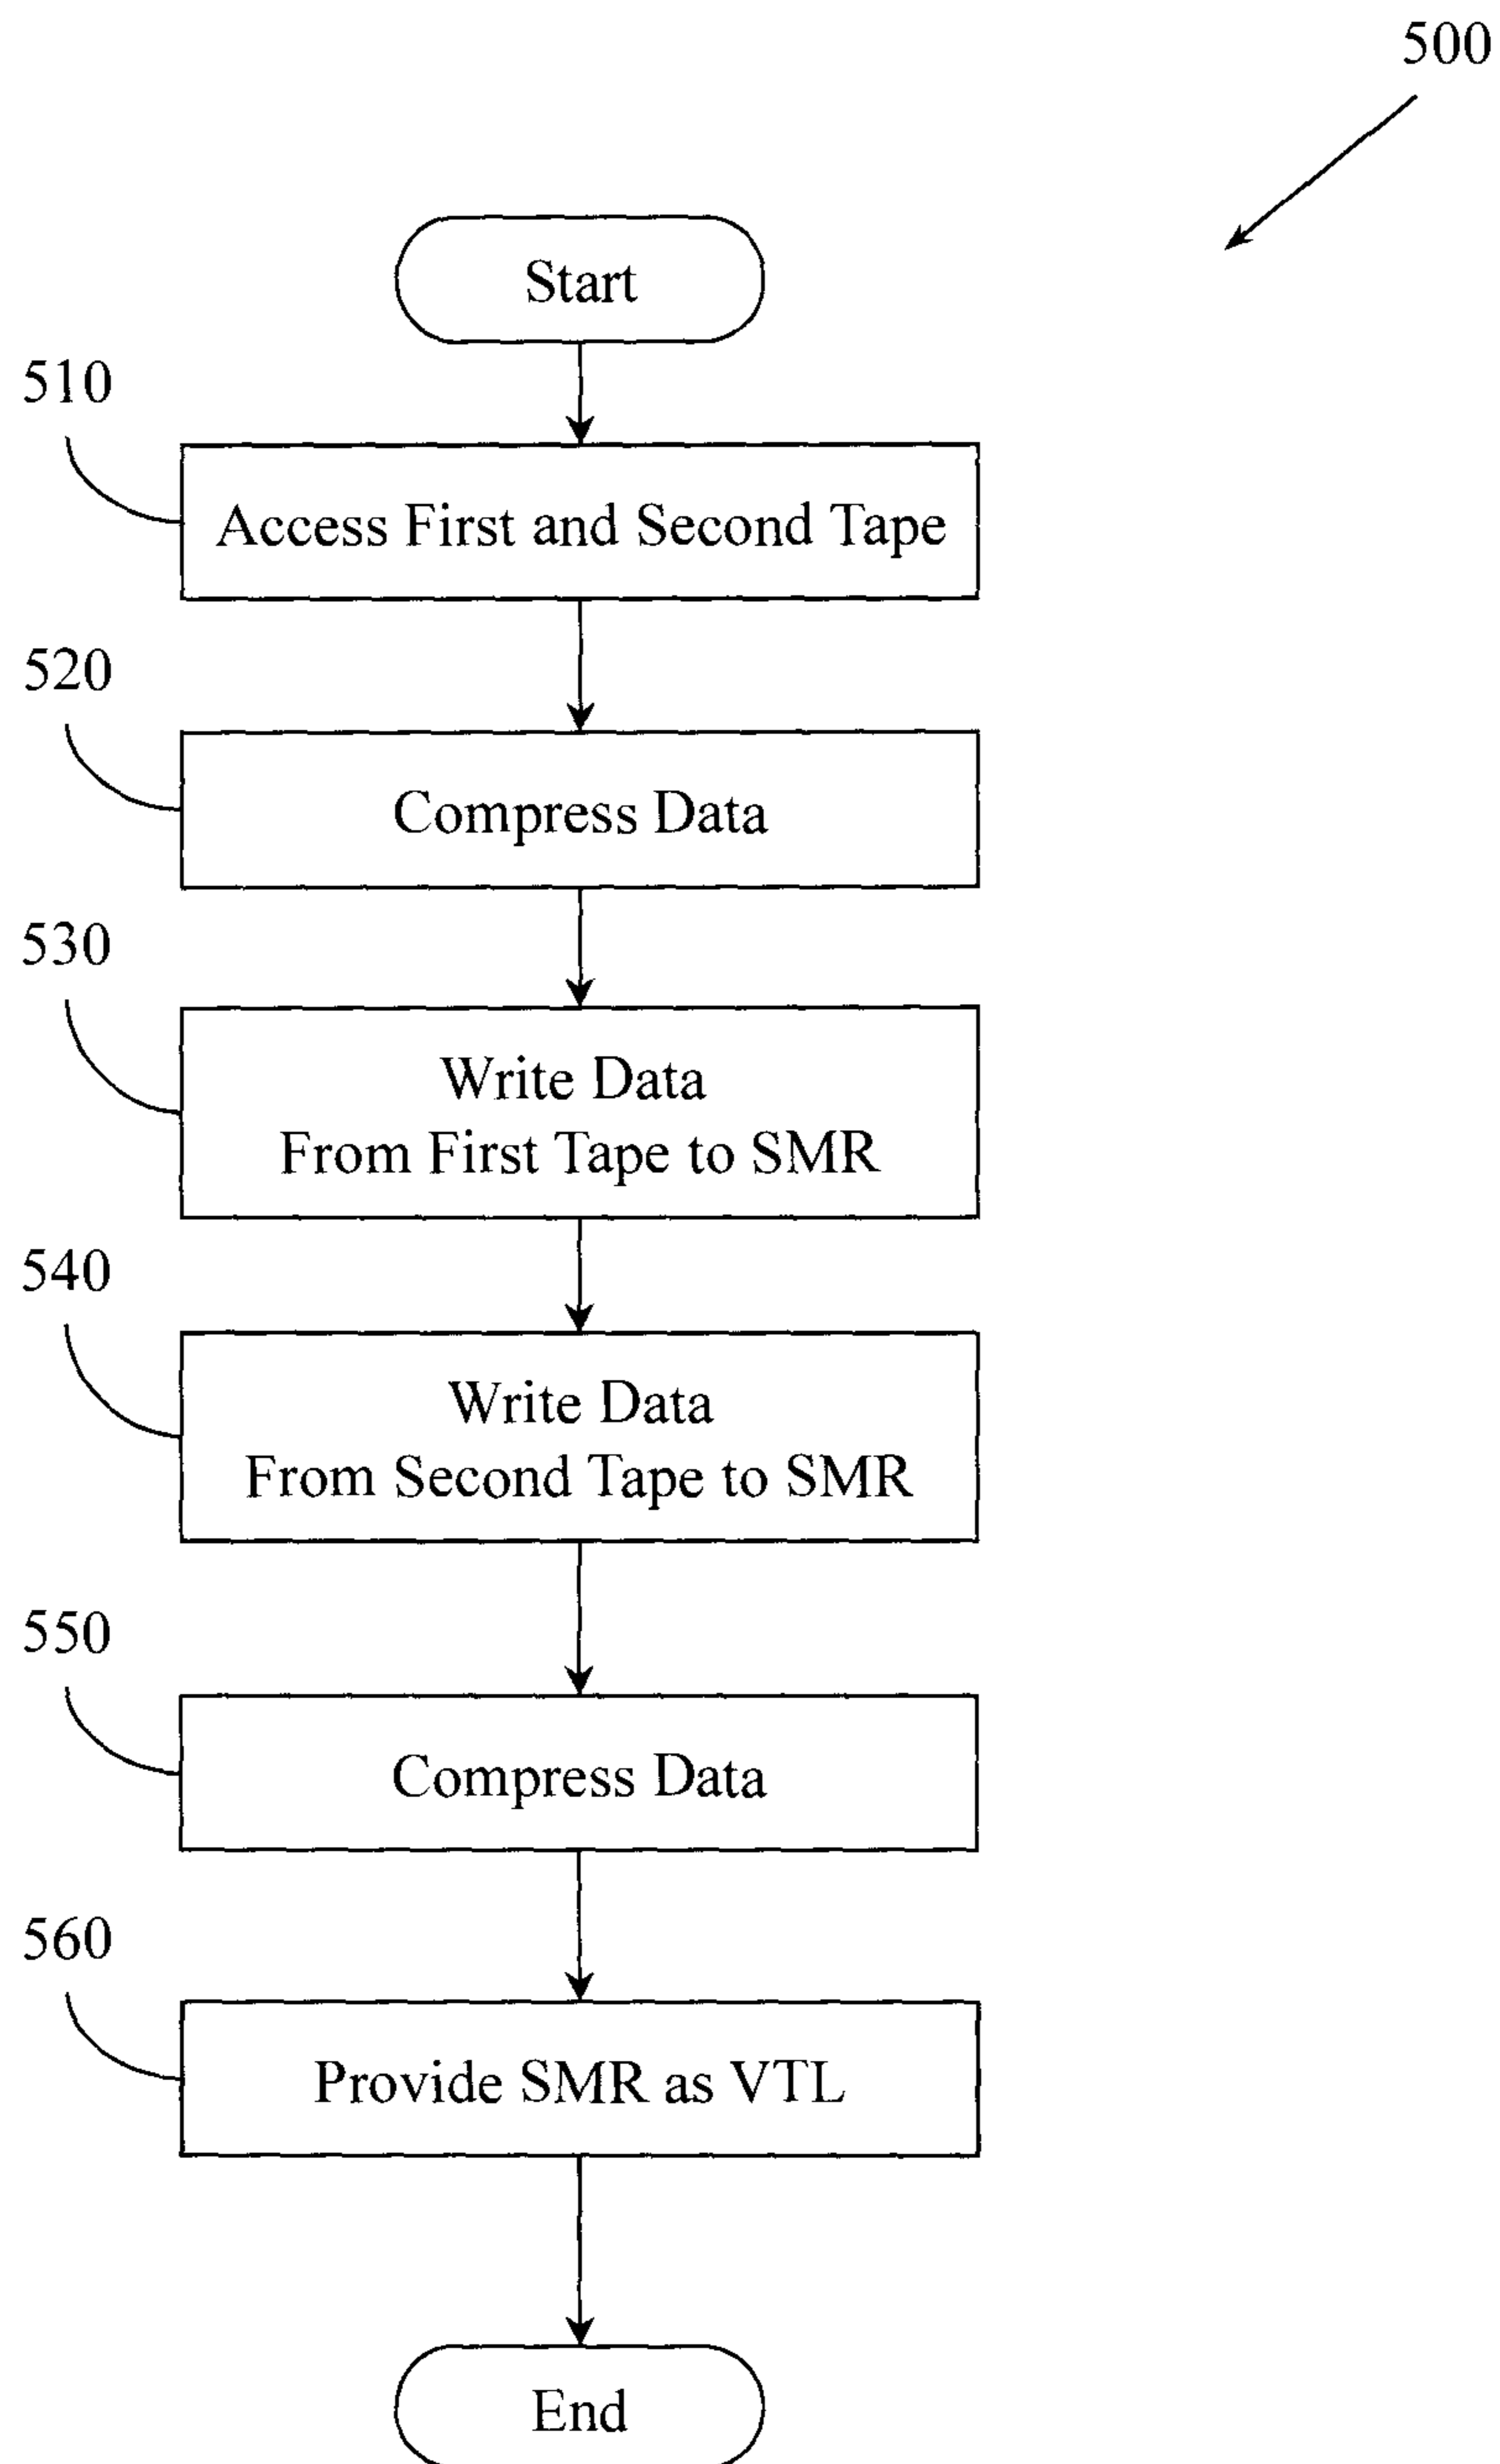 500
Start
510
Access First and Second Tape
520
Compress Data
530
Write Data
From First Tape to SMR
540
Write Data
From Second Tape to SMR
550
Compress Data
560
Provide SMR as VTL
End